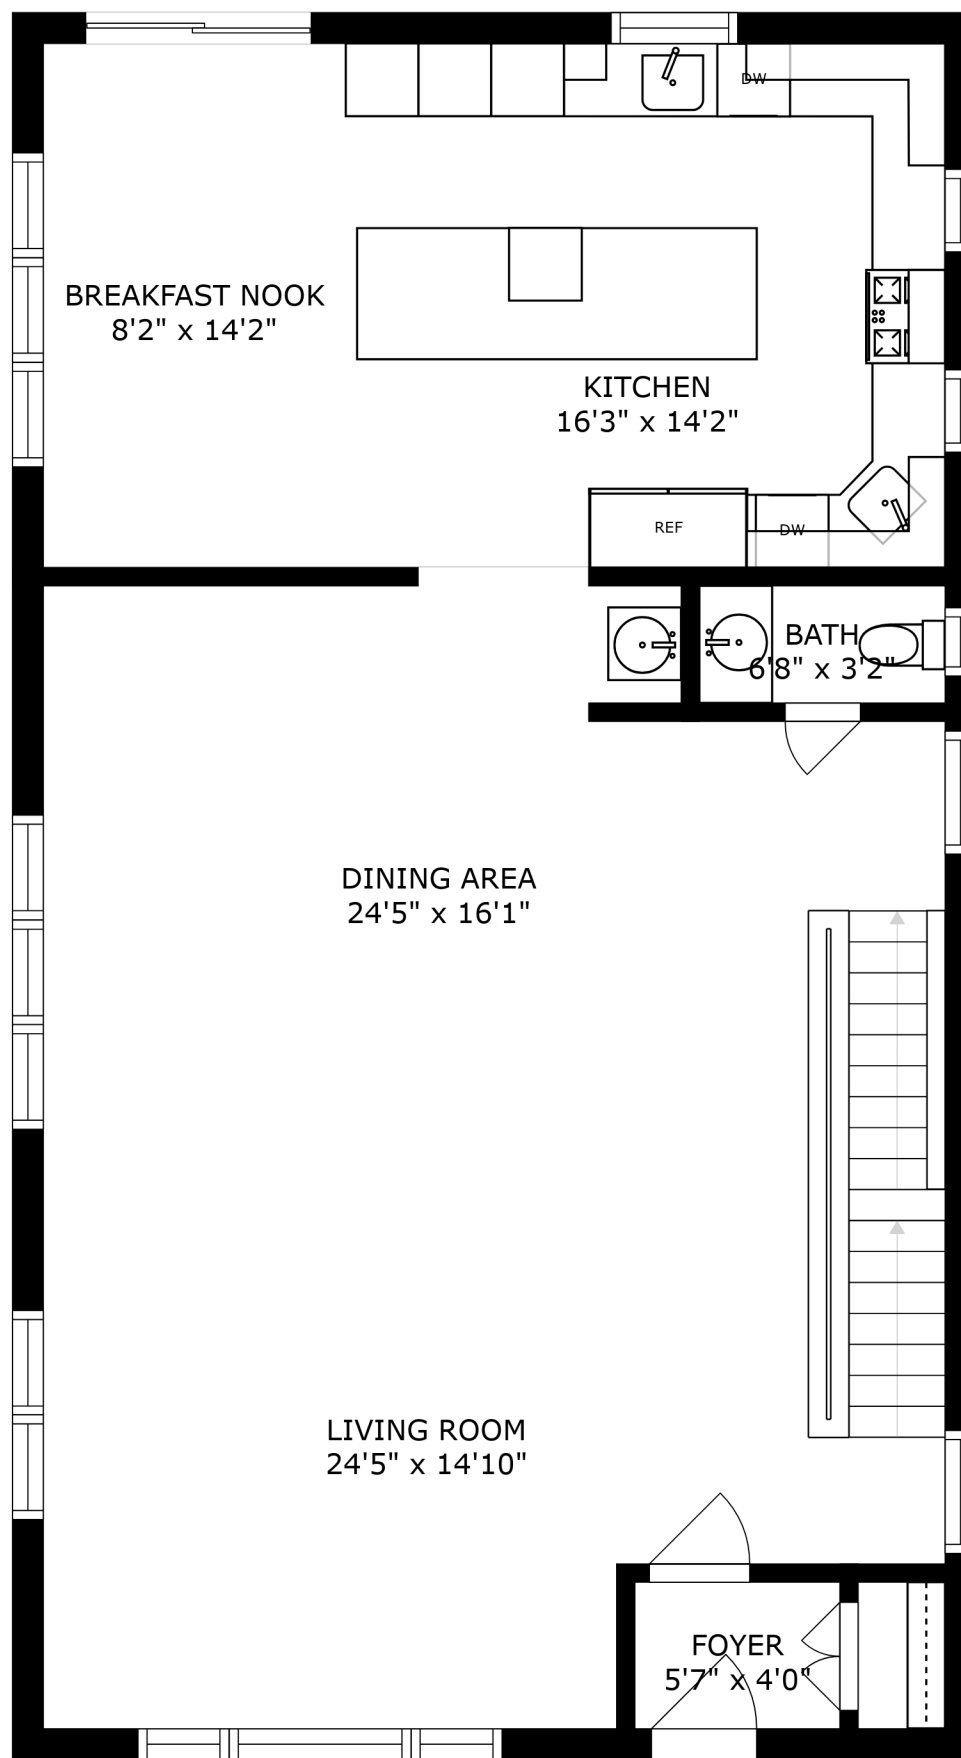 DW
BREAKFAST NOOK
8'2" x 14'2"
KITCHEN
16'3" x 14'2"
REF
DW
BATH
6'8" x 3'2"
DINING AREA
24'5" x 16'1"
LIVING ROOM
24'5" x 14'10"
FOYER
5'7" x 4'0"